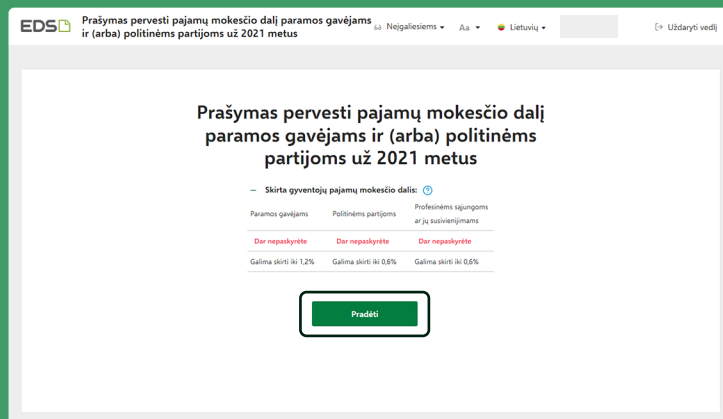 EDS
Prašymas pervesti pajamų mokesčio dalį paramos gavėjams
ir (arba) politinėms partijoms už 2021 metus
Neįgaliesiems
Aa
Lietuvių
Uždaryti vedlį
Prašymas pervesti pajamų mokesčio dalį
paramos gavėjams ir (arba) politinėms
partijoms už 2021 metus
– Skirta gyventojų pajamų mokesčio dalis: ?
Paramos gavėjams
Politinėms partijoms
Profesinėms sąjungoms
ar jų susivienijimams
Dar nepaskyrėte
Dar nepaskyrėte
Dar nepaskyrėte
Galima skirti iki 1,2%
Galima skirti iki 0,6%
Galima skirti iki 0,6%
Pradėti